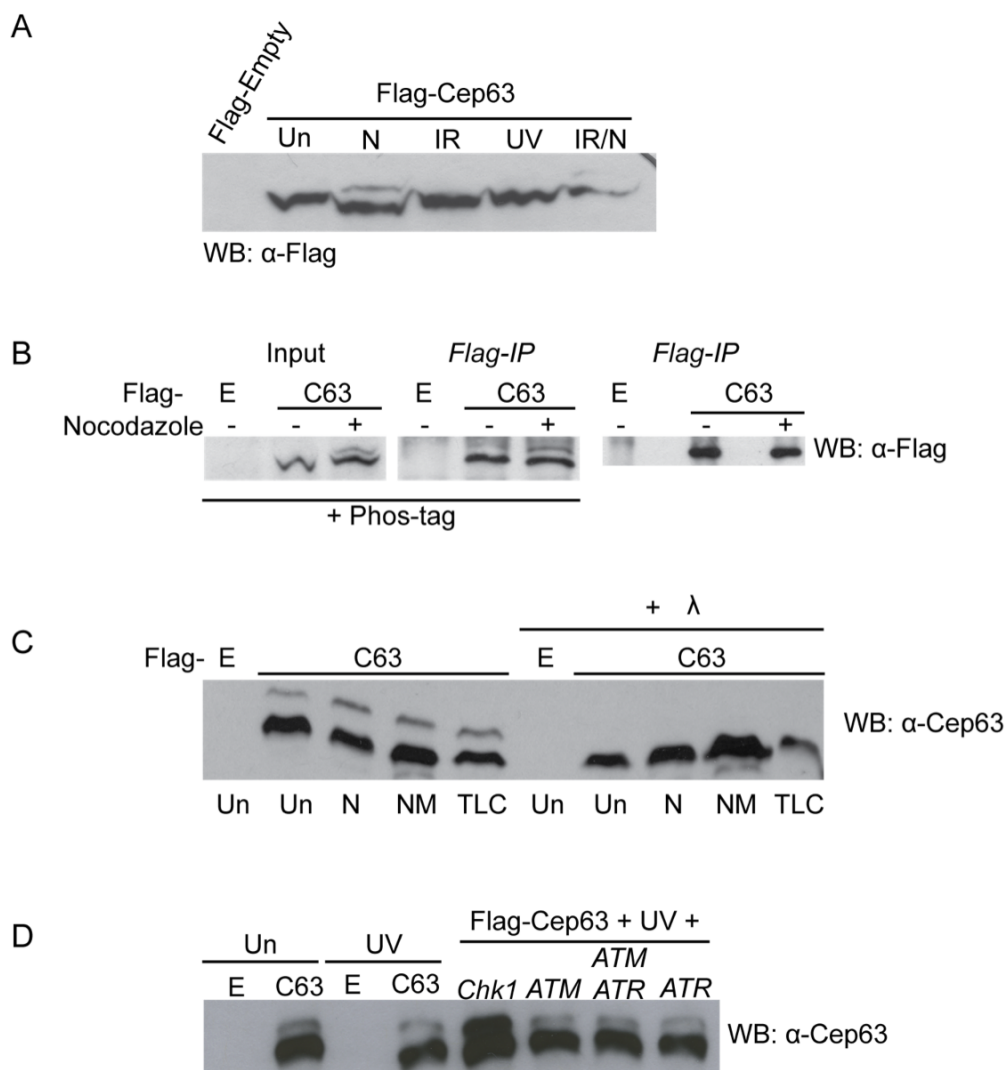 A
Flag-Empty
Flag-Cep63
Un N IR UV IR/N
WB: α-Flag
B
Input Flag-IP Flag-IP
Flag- E C63 E C63 E C63
Nocodazole - - + - - + - - +
WB: α-Flag
+ Phos-tag
C
+ λ
Flag- E C63 E C63
WB: α-Cep63
Un Un N NM TLC Un Un N NM TLC
D
Flag-Cep63 + UV +
Un UV ATM
E C63 E C63 Chk1 ATM ATR ATR
WB: α-Cep63